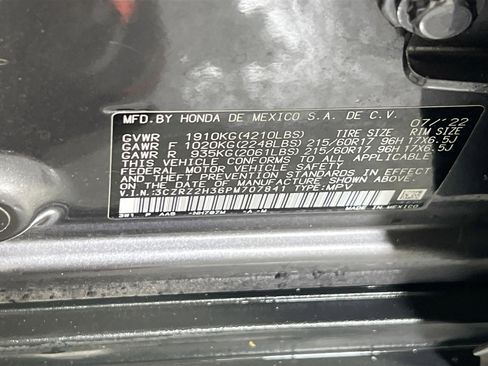 MFD.BY HONDA DE MEXICO S.A. DE C.V. 07/'22
GVWR 1910KG(4210LBS) TIRE SIZE RIM SIZE
GAWR F 1020KG(2248LBS) 215/60R17 96H 17X6.5J
GAWR R 935KG(2061LBS) 215/60R17 96H 17X6.5J
THIS VEHICLE CONFORMS TO ALL APPLICABLE
FEDERAL MOTOR VEHICLE SAFETY
STANDARDS IN EFFECT
ON THE DATE OF MANUFACTURE SHOWN ABOVE.
V.I.N.:3CZRZ2H36PM707841 TYPE:MPV
381 P AAB -NH797M -A-M
MADE IN MEXICO